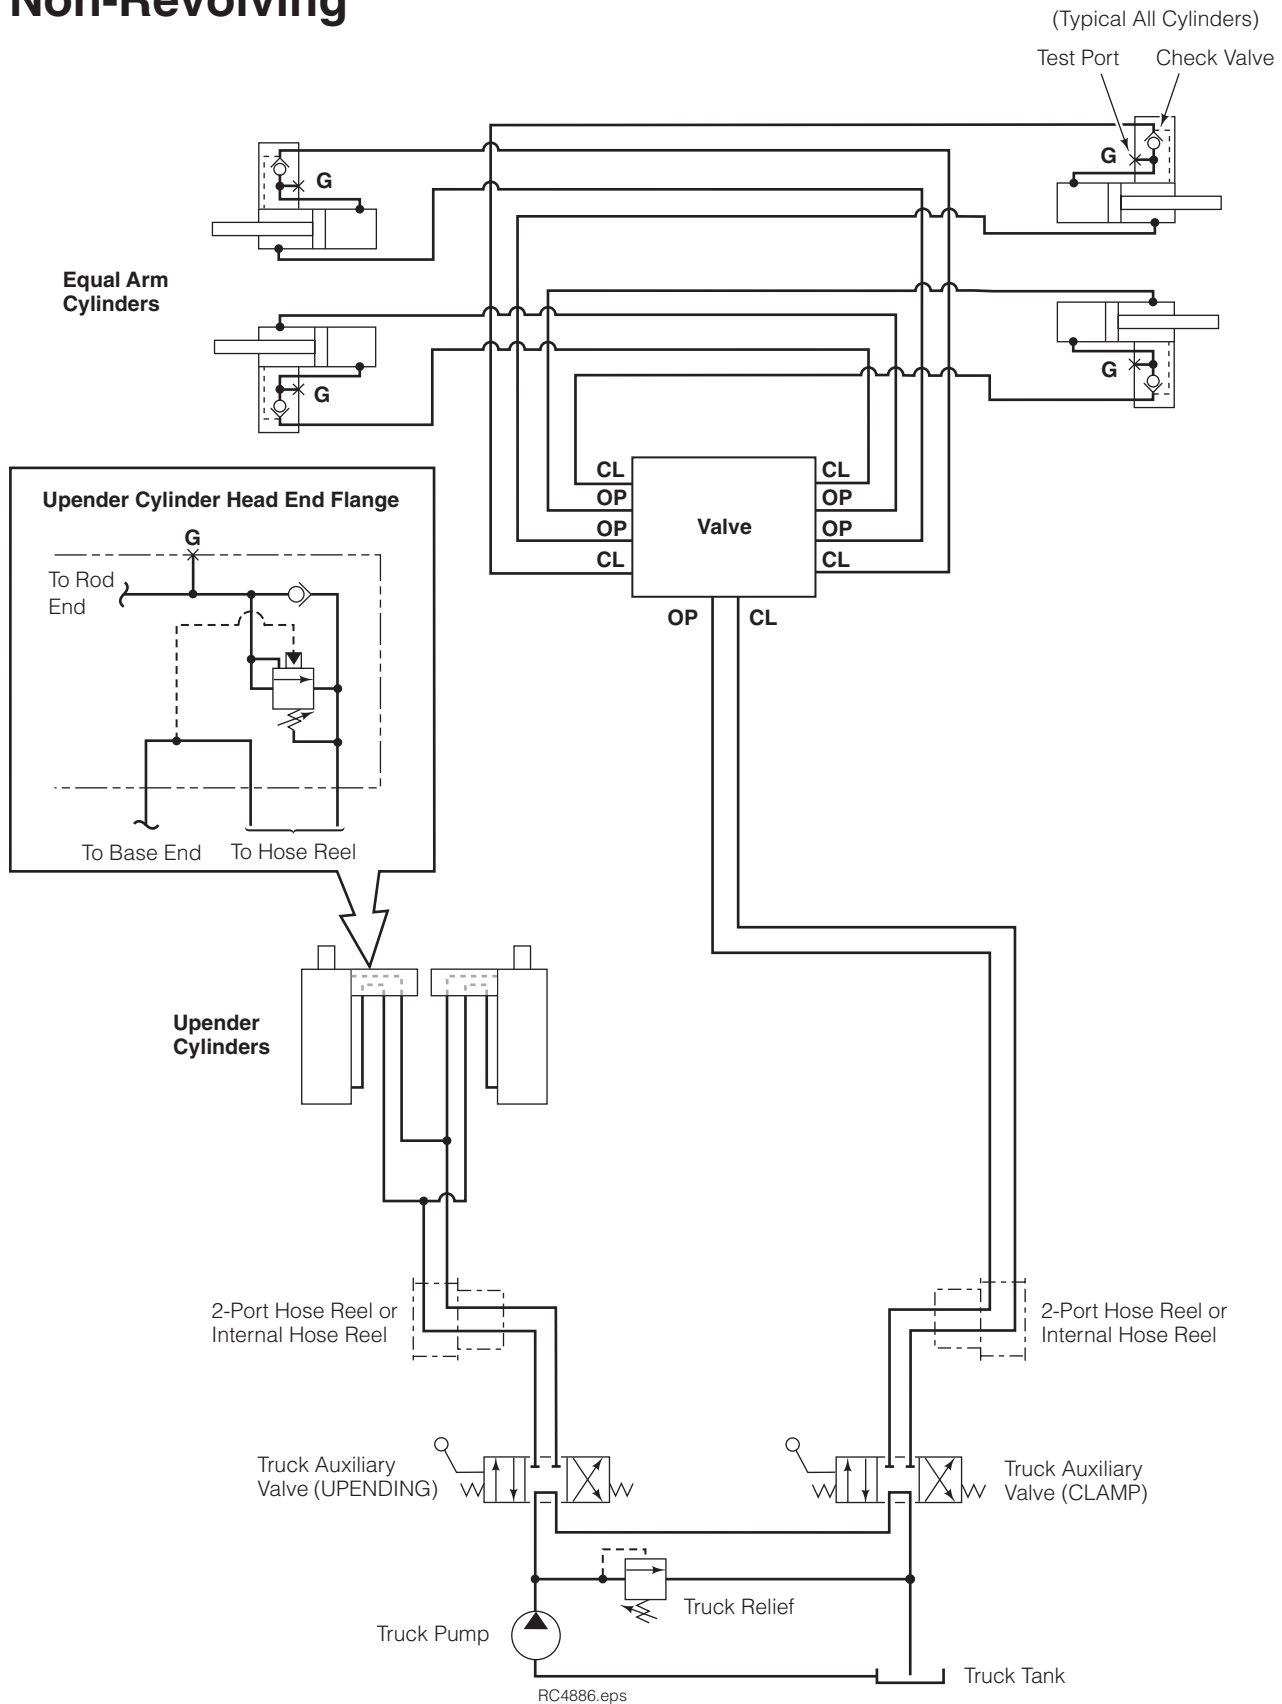 Non-Revolving
(Typical All Cylinders)
Test Port
Check Valve
G
G
Equal Arm
Cylinders
G
G
CL
OP
OP
CL
Valve
CL
OP
OP
CL
OP
CL
Upender Cylinder Head End Flange
G
To Rod
End
To Base End
To Hose Reel
Upender
Cylinders
2-Port Hose Reel or
Internal Hose Reel
2-Port Hose Reel or
Internal Hose Reel
Truck Auxiliary
Valve (UPENDING)
Truck Auxiliary
Valve (CLAMP)
Truck Relief
Truck Pump
Truck Tank
RC4886.eps